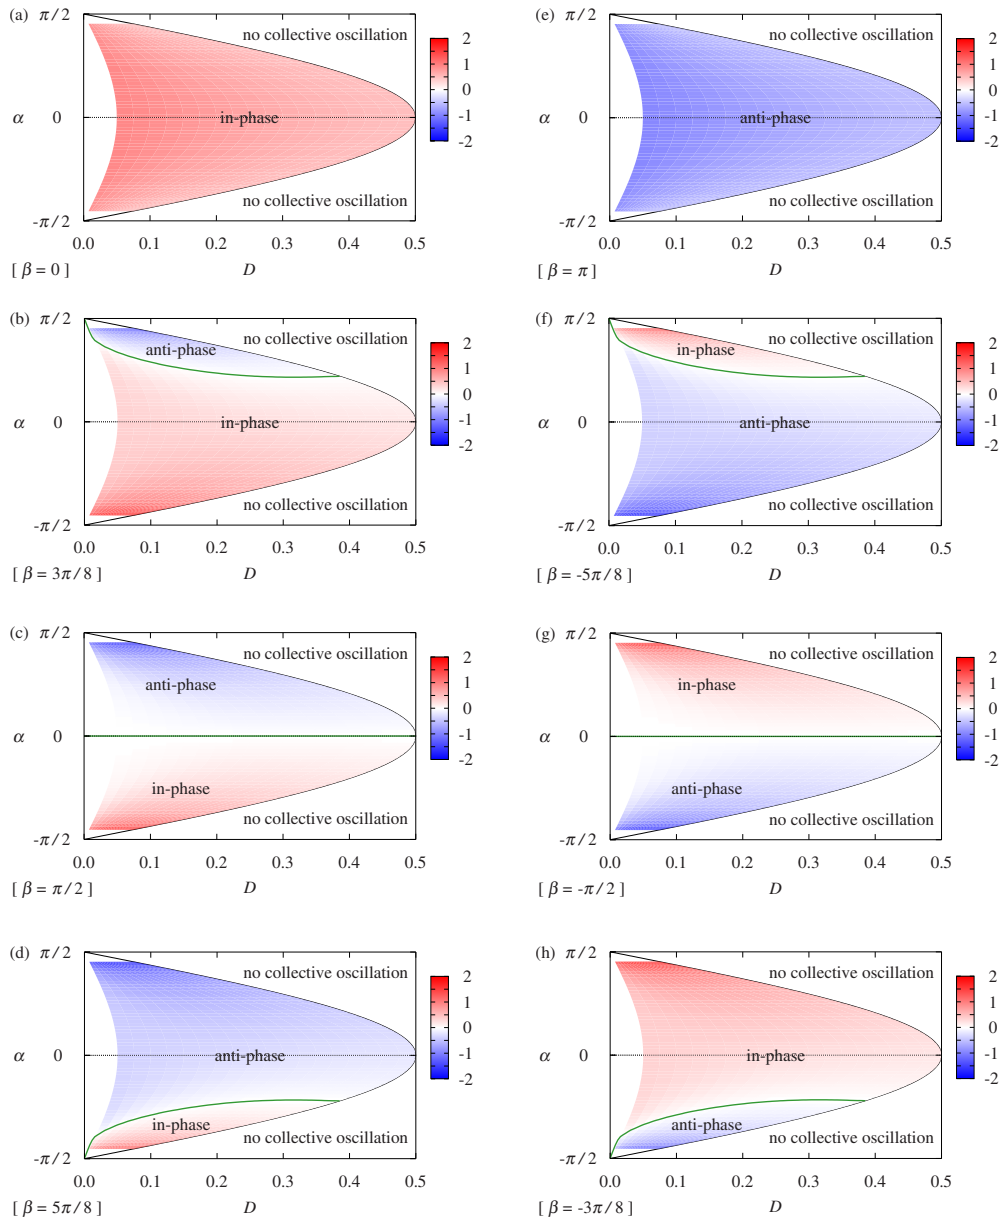 (a) π/2
no collective oscillation
2
1
0
-1
-2
α 0
in-phase
no collective oscillation
-π/2
0.0 0.1 0.2 0.3 0.4 0.5
[ β = 0 ] D
(e) π/2
no collective oscillation
2
1
0
-1
-2
α 0
anti-phase
no collective oscillation
-π/2
0.0 0.1 0.2 0.3 0.4 0.5
[ β = π ] D
(b) π/2
no collective oscillation
anti-phase
2
1
0
-1
-2
α 0
in-phase
no collective oscillation
-π/2
0.0 0.1 0.2 0.3 0.4 0.5
[ β = 3π/8 ] D
(f) π/2
no collective oscillation
in-phase
2
1
0
-1
-2
α 0
anti-phase
no collective oscillation
-π/2
0.0 0.1 0.2 0.3 0.4 0.5
[ β = -5π/8 ] D
(c) π/2
no collective oscillation
anti-phase
2
1
0
-1
-2
α 0
in-phase
no collective oscillation
-π/2
0.0 0.1 0.2 0.3 0.4 0.5
[ β = π/2 ] D
(g) π/2
no collective oscillation
in-phase
2
1
0
-1
-2
α 0
anti-phase
no collective oscillation
-π/2
0.0 0.1 0.2 0.3 0.4 0.5
[ β = -π/2 ] D
(d) π/2
no collective oscillation
2
1
0
-1
-2
α 0
anti-phase
in-phase
no collective oscillation
-π/2
0.0 0.1 0.2 0.3 0.4 0.5
[ β = 5π/8 ] D
(h) π/2
no collective oscillation
2
1
0
-1
-2
α 0
in-phase
anti-phase
no collective oscillation
-π/2
0.0 0.1 0.2 0.3 0.4 0.5
[ β = -3π/8 ] D